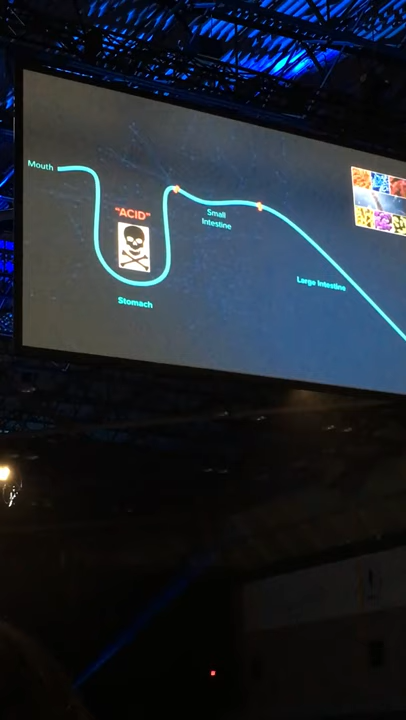 Mouth
"ACID"
Small
Intestine
Stomach
Large Intestine